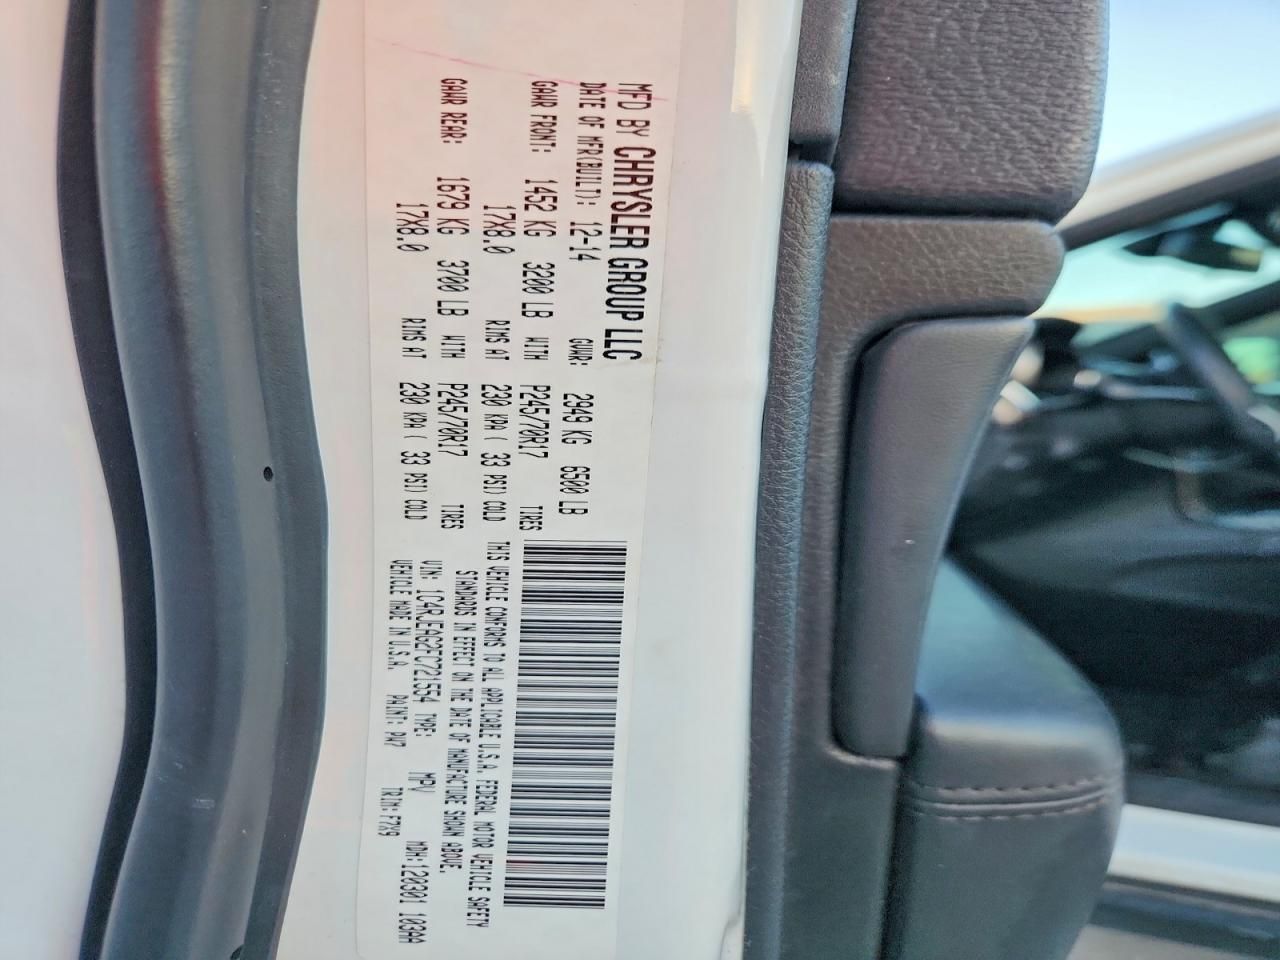 MFD BY CHRYSLER GROUP LLC
DATE OF MFR(BUILT): 12-14 GVWR: 2949 KG 6500 LB
GAWR FRONT: 1452 KG 3200 LB WITH P245/70R17 TIRES
17X8.0 RIMS AT 230 KPA ( 33 PSI) COLD
GAWR REAR: 1679 KG 3700 LB WITH P245/70R17 TIRES
17X8.0 RIMS AT 230 KPA ( 33 PSI) COLD
THIS VEHICLE CONFORMS TO ALL APPLICABLE U.S.A. FEDERAL MOTOR VEHICLE SAFETY
STANDARDS IN EFFECT ON THE DATE OF MANUFACTURE SHOWN ABOVE.
VIN: 1C4RJEAG2FC721554 TYPE: MPV MDH:120301 103AA
VEHICLE MADE IN U.S.A. PAINT: PW7 TRIM:F7X9